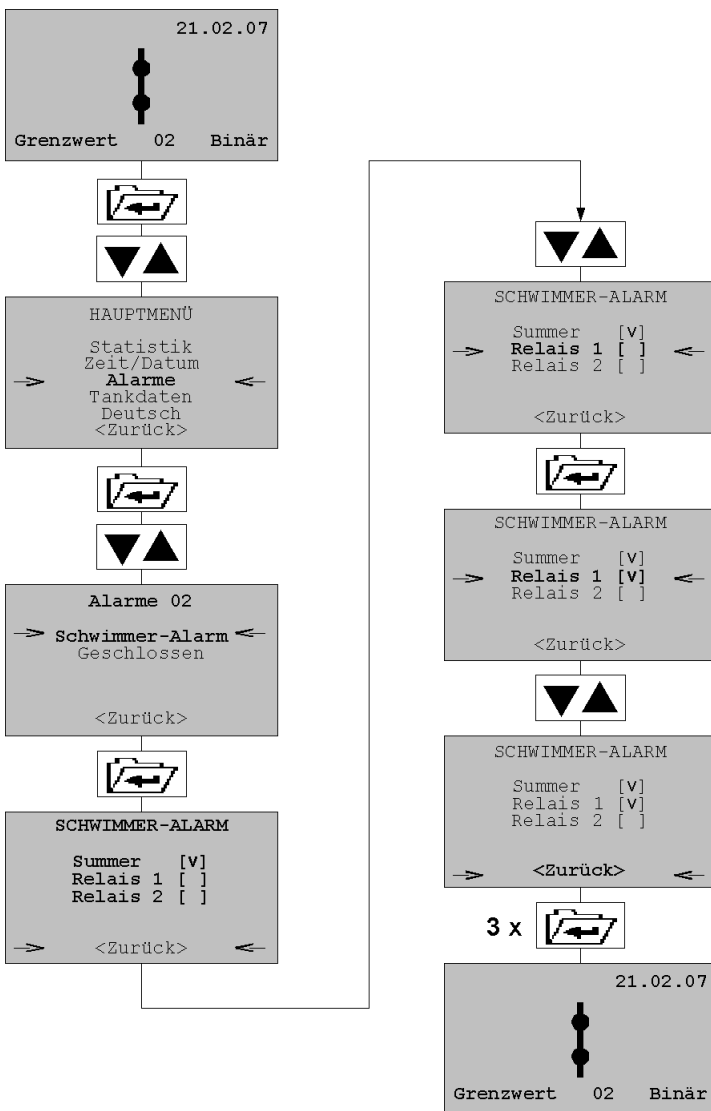 21.02.07
Grenzwert 02 Binär
HAUPTMENÜ
Statistik
Zeit/Datum
Alarme
Tankdaten
Deutsch
<Zurück>
Alarme 02
Schwimmer-Alarm
Geschlossen
<Zurück>
SCHWIMMER-ALARM
Summer [v]
Relais 1 [ ]
Relais 2 [ ]
<Zurück>
SCHWIMMER-ALARM
Summer [v]
Relais 1 [ ]
Relais 2 [ ]
<Zurück>
SCHWIMMER-ALARM
Summer [v]
Relais 1 [v]
Relais 2 [ ]
<Zurück>
SCHWIMMER-ALARM
Summer [v]
Relais 1 [v]
Relais 2 [ ]
<Zurück>
3 x
21.02.07
Grenzwert 02 Binär